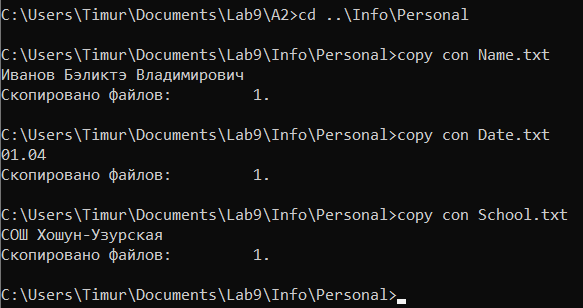 C:\Users\Timur\Documents\Lab9\A2>cd ..\Info\Personal
C:\Users\Timur\Documents\Lab9\Info\Personal>copy con Name.txt
Иванов Бэликтэ Владимирович
Скопировано файлов:         1.
C:\Users\Timur\Documents\Lab9\Info\Personal>copy con Date.txt
01.04
Скопировано файлов:         1.
C:\Users\Timur\Documents\Lab9\Info\Personal>copy con School.txt
СОШ Хошун-Узурская
Скопировано файлов:         1.
C:\Users\Timur\Documents\Lab9\Info\Personal>